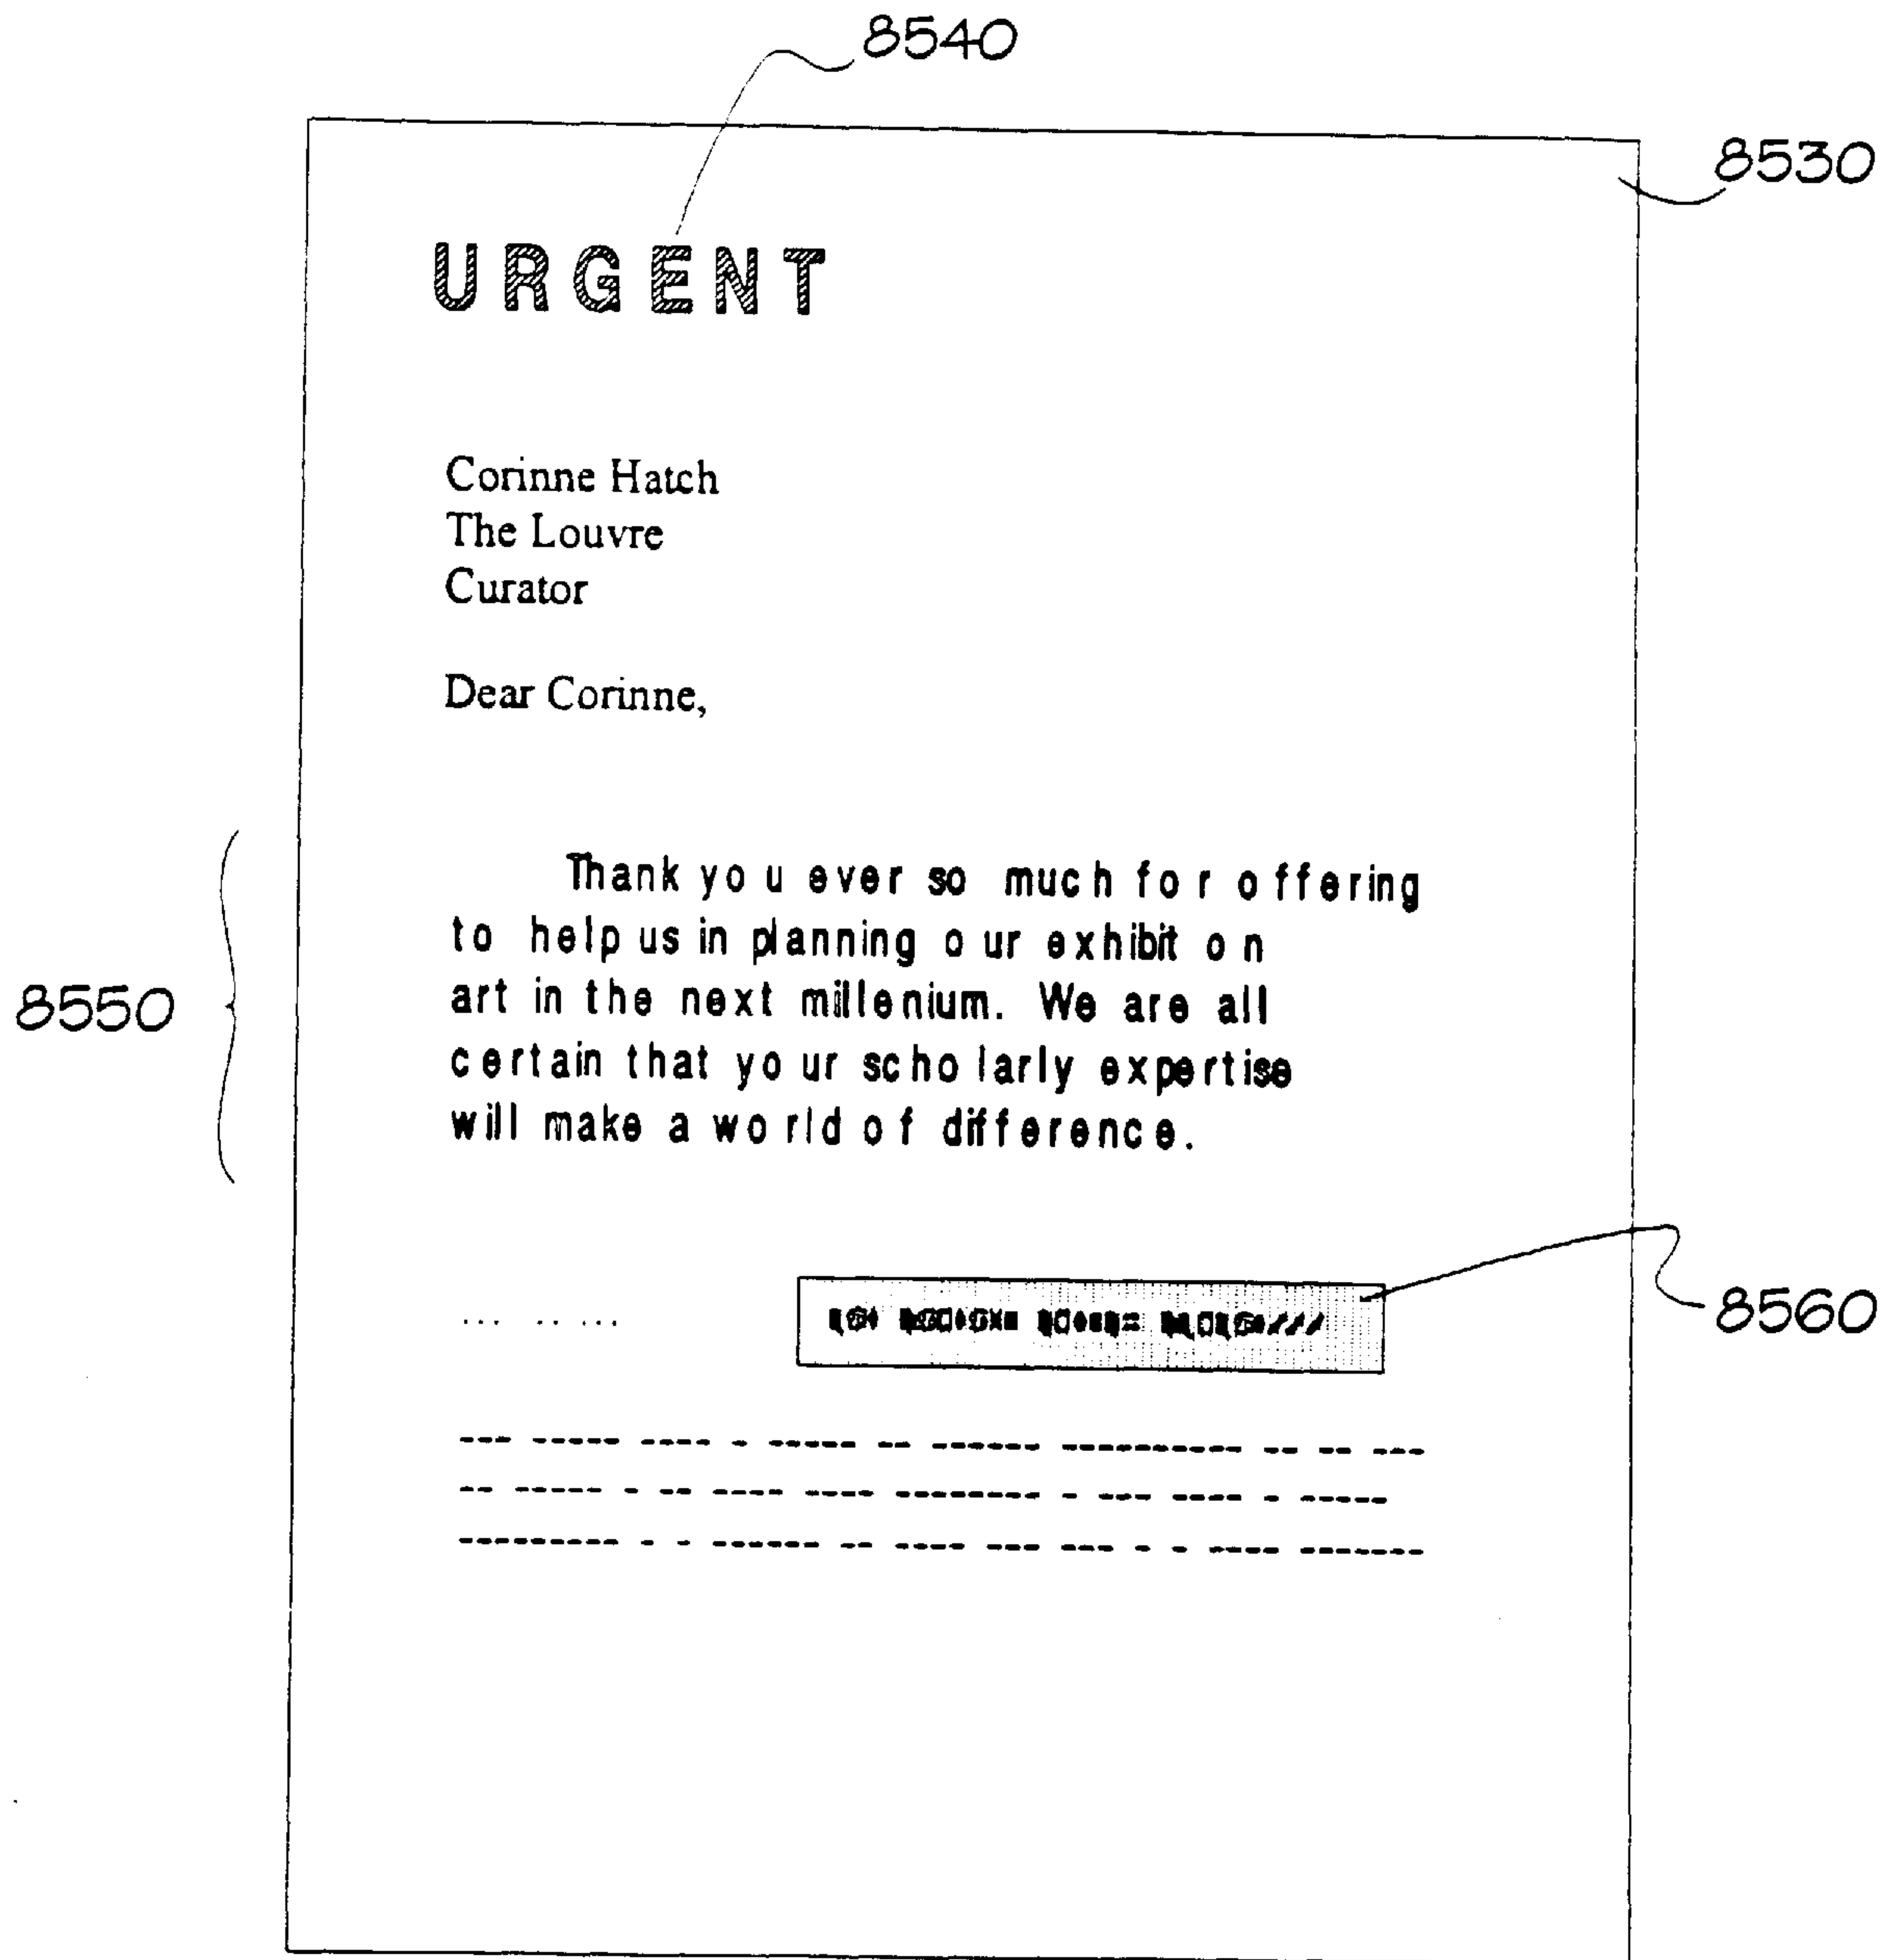 8540
8530
URGENT
Corinne Hatch
The Louvre
Curator
Dear Corinne,
Thank you ever so much for offering
to help us in planning our exhibit on
art in the next millenium. We are all
8550
certain that your scholarly expertise
will make a world of difference.
... .. ...
8560
--- ----- ---- - ----- -- ------ ---------- -- -- ---
-- ----- - -- ---- ---- -------- - --- ---- - -----
--------- - - ------ -- ---- --- --- - - ---- -------